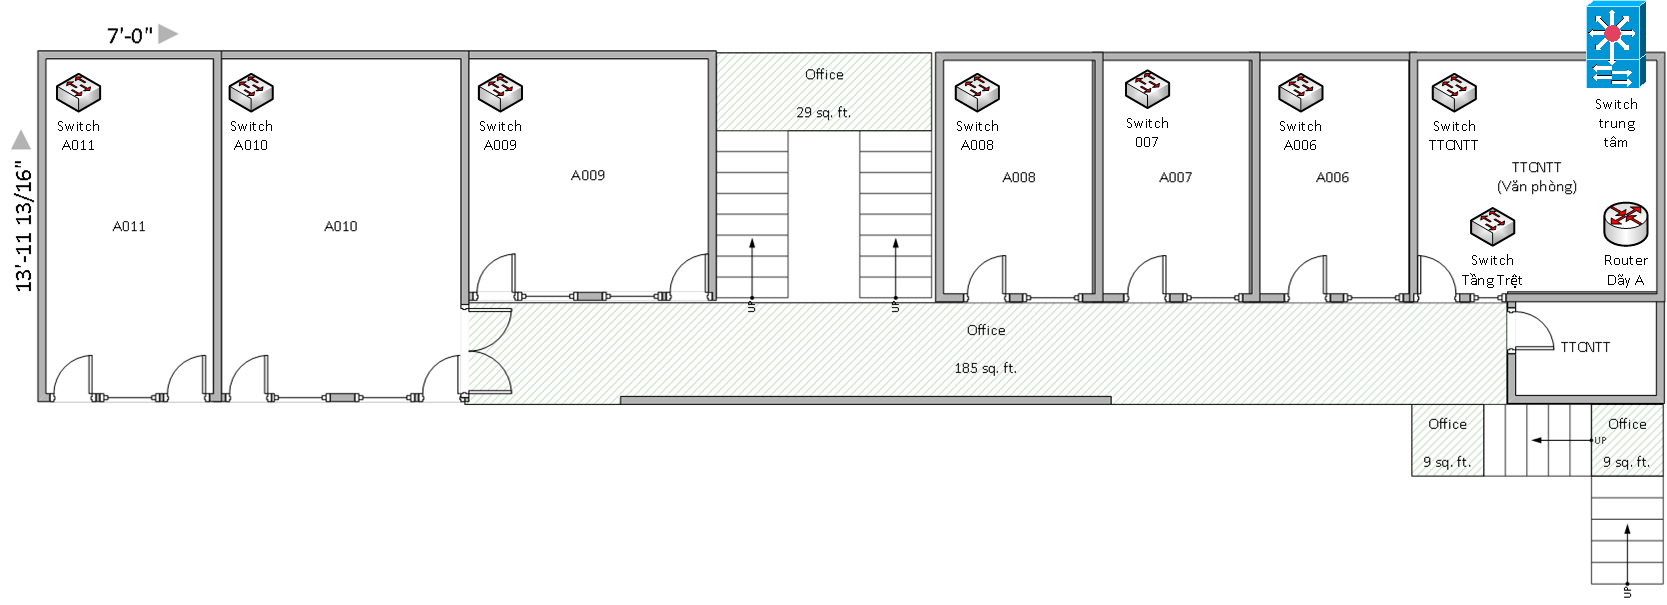 7'-0"
13'-11 13/16"
Switch
A011
A011
Switch
A010
A010
Switch
A009
A009
Office
29 sq. ft.
UP
UP
Switch
A008
A008
Switch
007
A007
Switch
A006
A006
Switch
TTCNTT
Switch
trung
tâm
TTCNTT
(Văn phòng)
Switch
Tầng Trệt
Router
Dãy A
Office
185 sq. ft.
TTCNTT
Office
9 sq. ft.
UP
Office
9 sq. ft.
UP